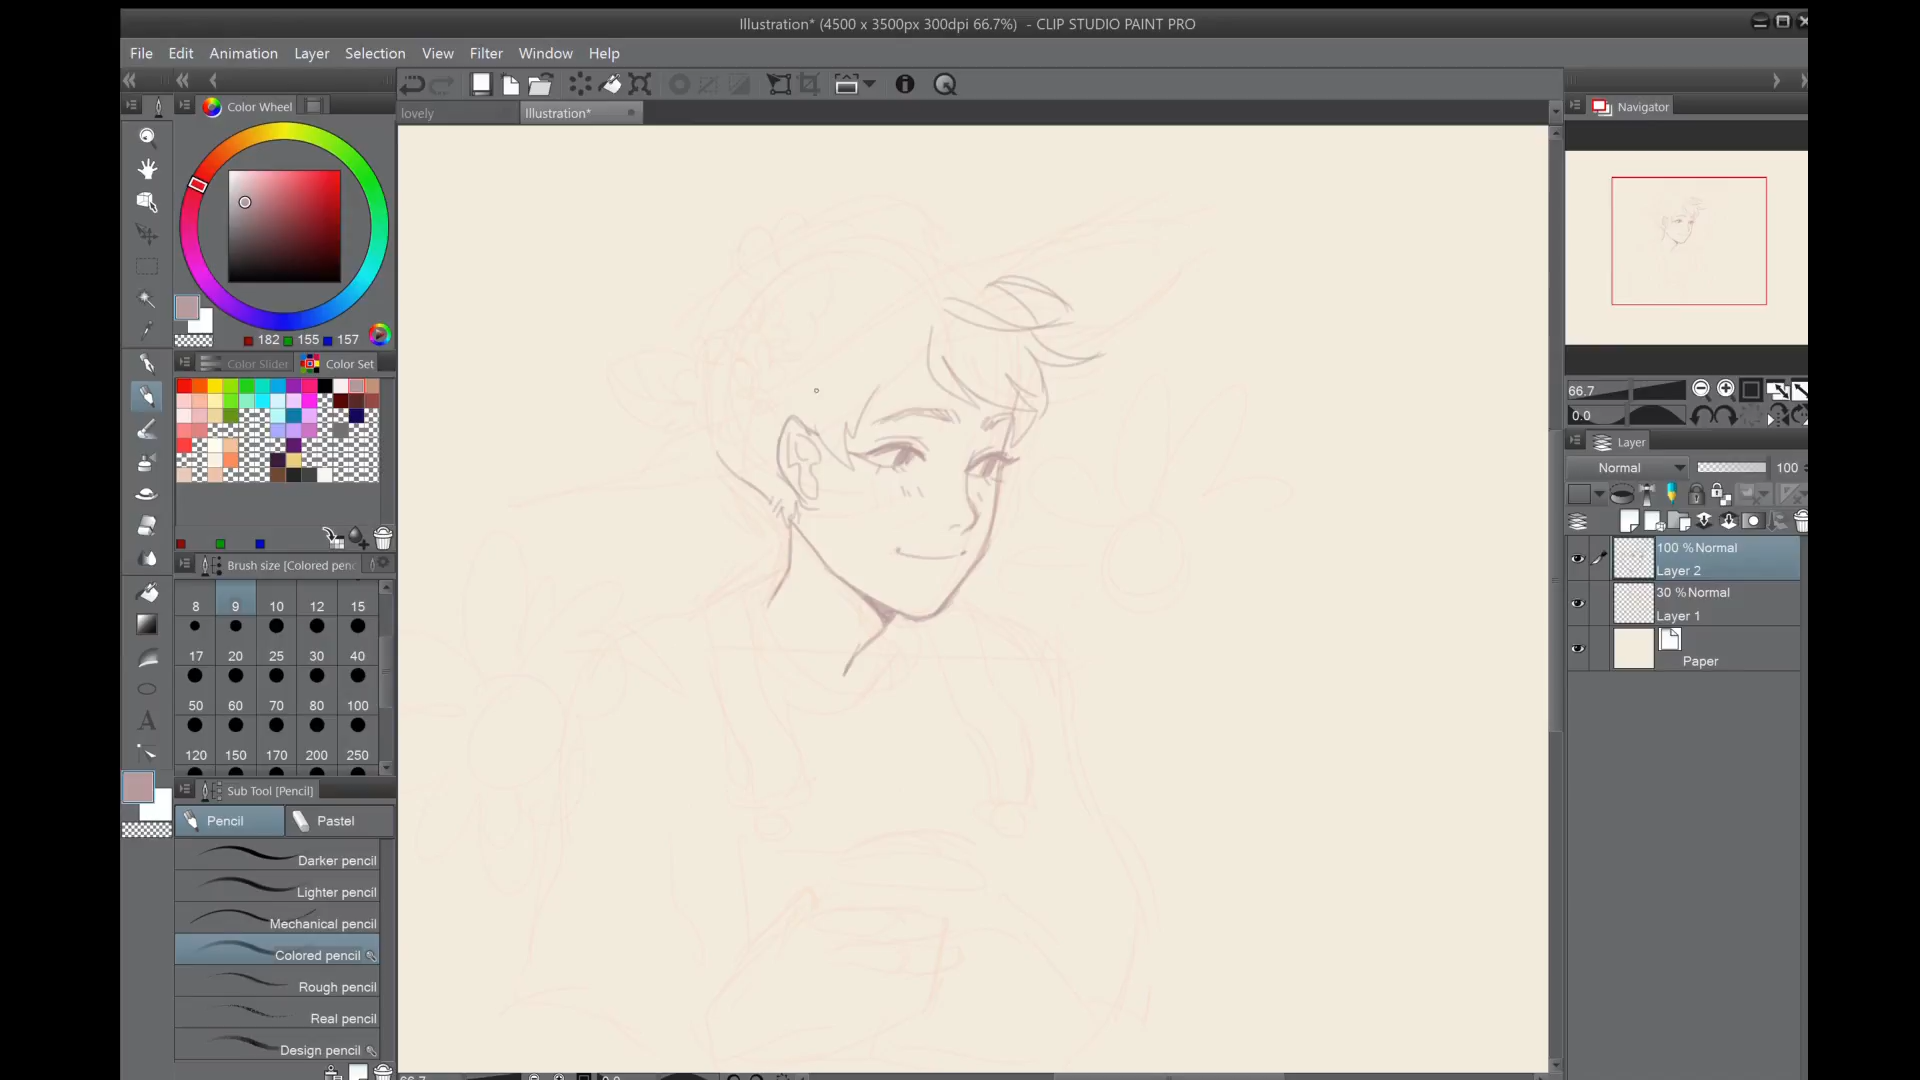 Illustration* (4500 x 3500px 300dpi 66.7%) - CLIP STUDIO PAINT PRO
File Edit Animation Layer Selection View Filter Window Help
Color Wheel
lovely Illustration*
Navigator
182 155 157
Color Slider Color Set
66.7
0.0
Layer
Normal 100
100 % Normal
Layer 2
30 % Normal
Layer 1
Paper
Brush size [Colored penc
8 9 10 12 15
17 20 25 30 40
50 60 70 80 100
120 150 170 200 250
Sub Tool [Pencil]
Pencil Pastel
Darker pencil
Lighter pencil
Mechanical pencil
Colored pencil
Rough pencil
Real pencil
Design pencil
66.7 0.0